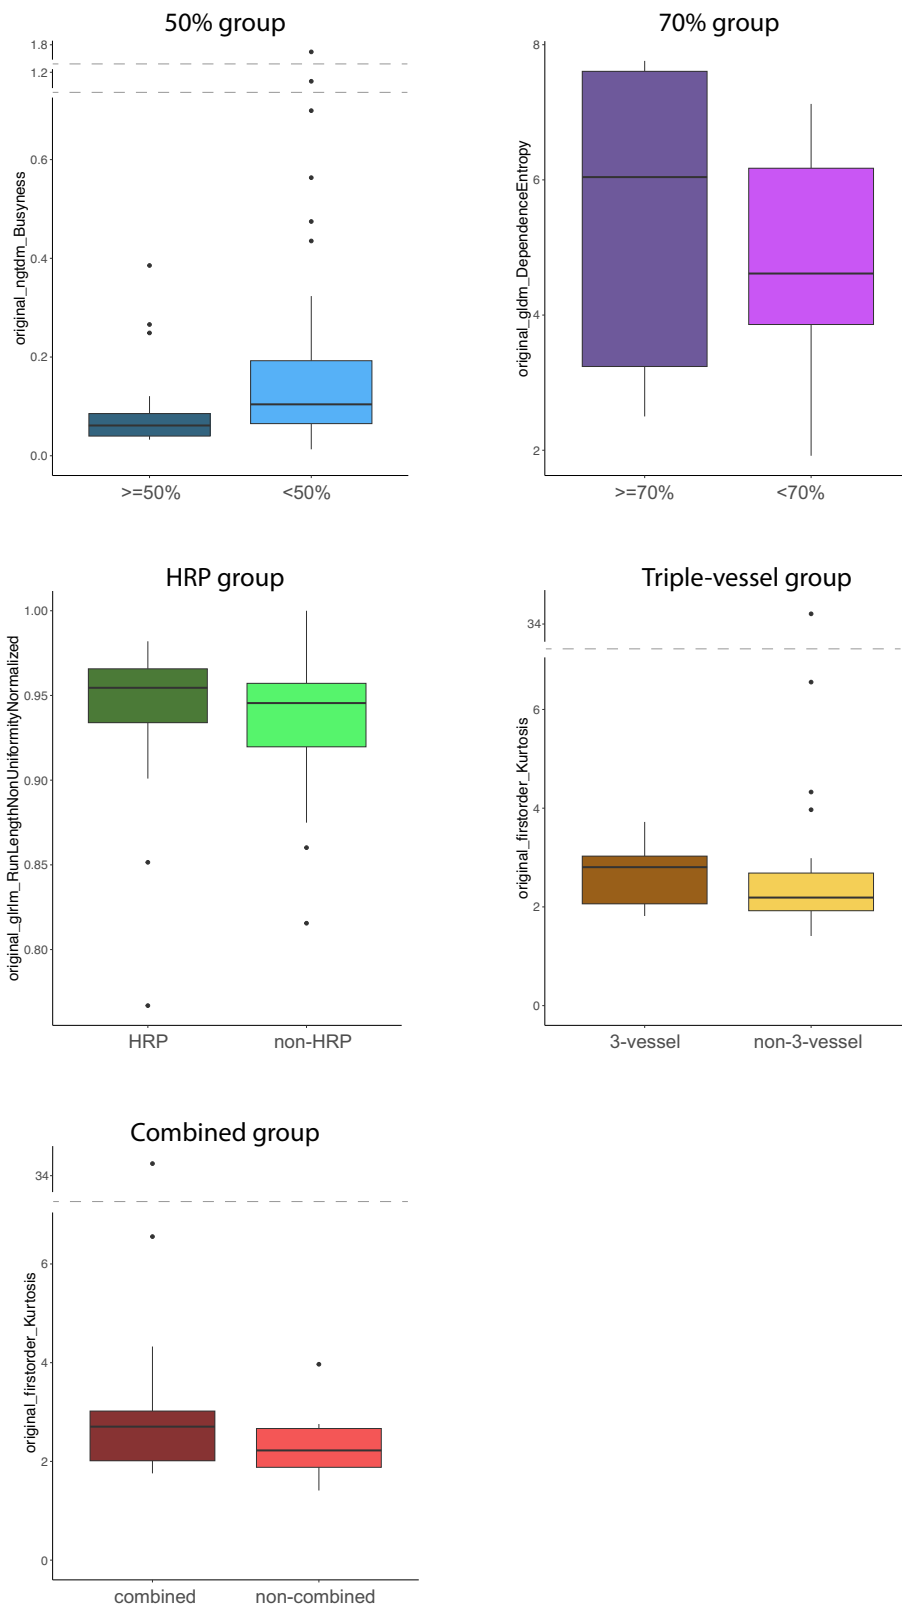 50% group
1.8
1.2
0.6
0.4
0.2
0.0
original_ngtdm_Busyness
>=50%
<50%
70% group
8
6
4
2
original_gldm_DependenceEntropy
>=70%
<70%
HRP group
1.00
0.95
0.90
0.85
0.80
original_glrlm_RunLengthNonUniformityNormalized
HRP
non-HRP
Triple-vessel group
34
6
4
2
0
original_firstorder_Kurtosis
3-vessel
non-3-vessel
Combined group
34
6
4
2
0
original_firstorder_Kurtosis
combined
non-combined